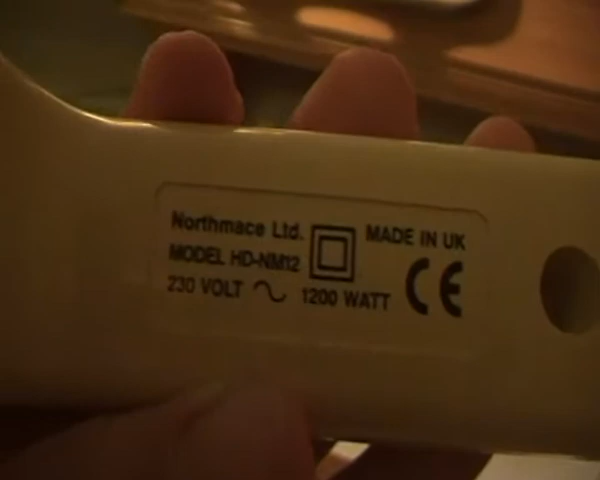 Northmace Ltd.
MADE IN UK
MODEL HD-NM12
230 VOLT 1200 WATT
CE